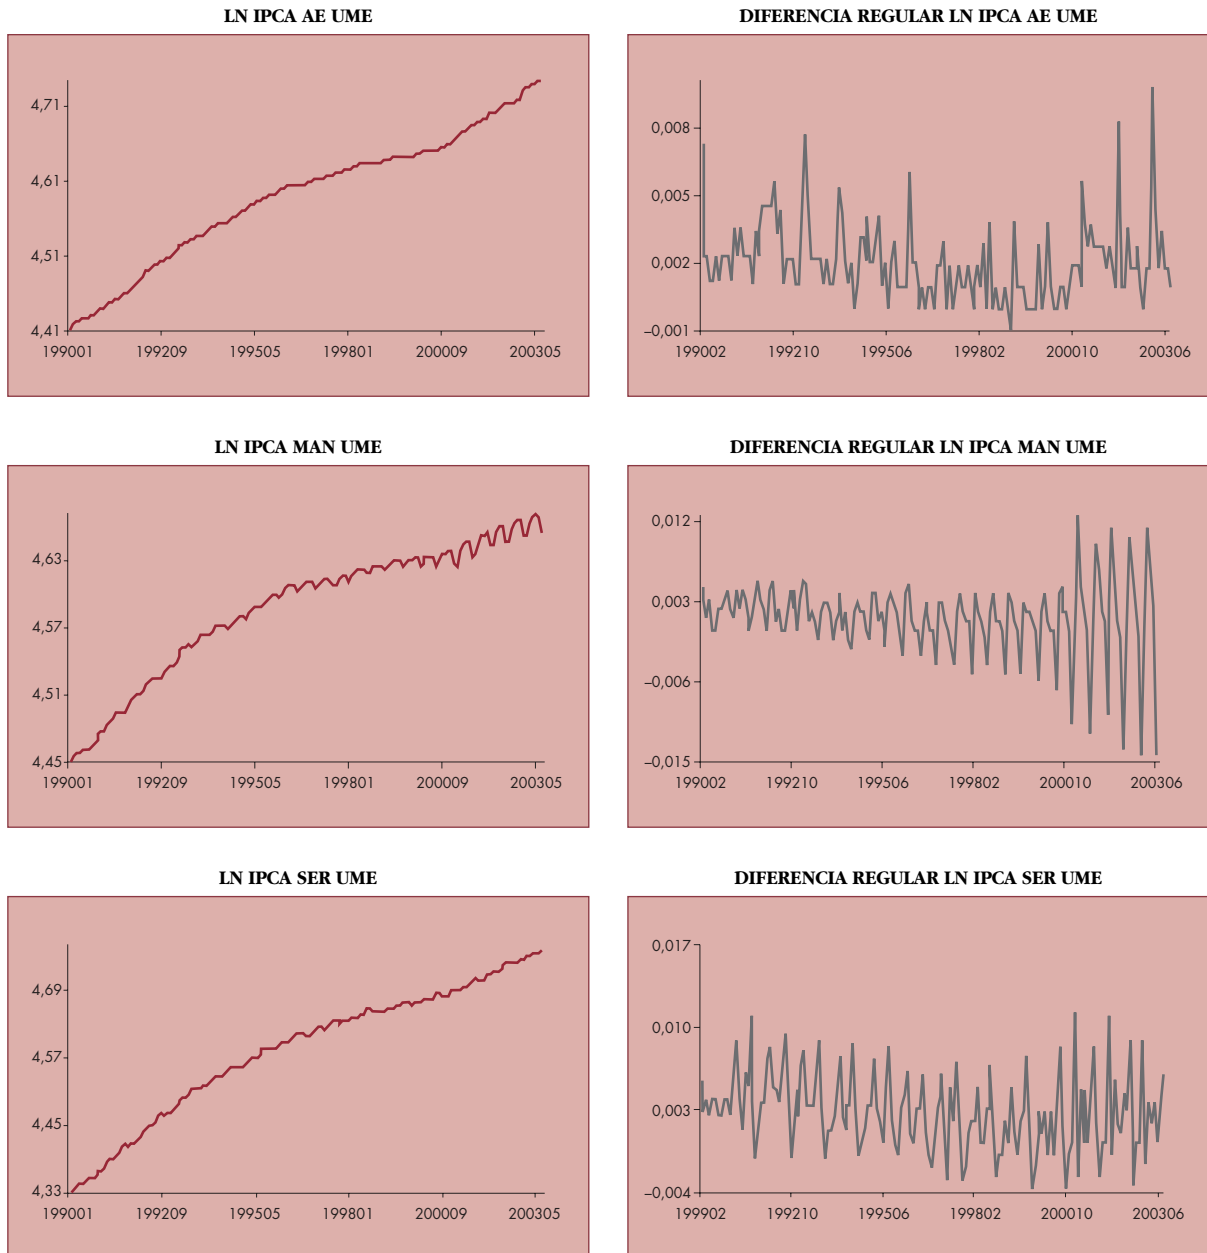 LN IPCA AE UME
4,71
4,61
4,51
4,41
199001 199209 199505 199801 200009 200305
DIFERENCIA REGULAR LN IPCA AE UME
0,008
0,005
0,002
–0,001
199002 199210 199506 199802 200010 200306
LN IPCA MAN UME
4,63
4,57
4,51
4,45
199001 199209 199505 199801 200009 200305
DIFERENCIA REGULAR LN IPCA MAN UME
0,012
0,003
–0,006
–0,015
199002 199210 199506 199802 200010 200306
LN IPCA SER UME
4,69
4,57
4,45
4,33
199001 199209 199505 199801 200009 200305
DIFERENCIA REGULAR LN IPCA SER UME
0,017
0,010
0,003
–0,004
199902 199210 199506 199802 200010 200306